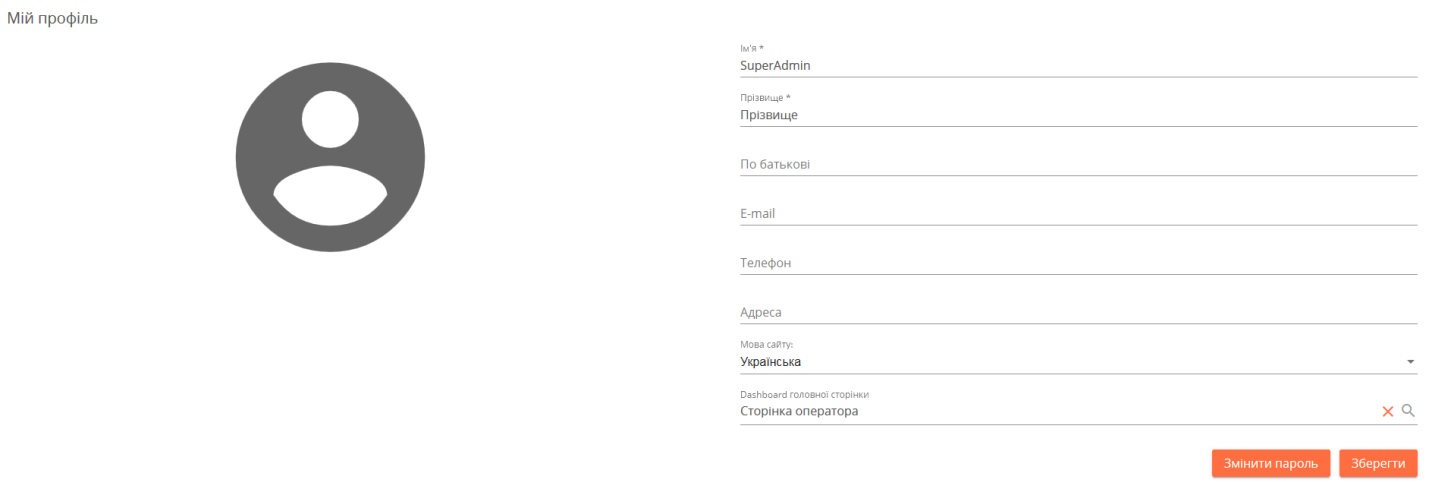 Мій профіль
Ім'я *
SuperAdmin
Прізвище *
Прізвище
По батькові
E-mail
Телефон
Адреса
Мова сайту:
Українська
Dashboard головної сторінки
Сторінка оператора
Змінити пароль Зберегти